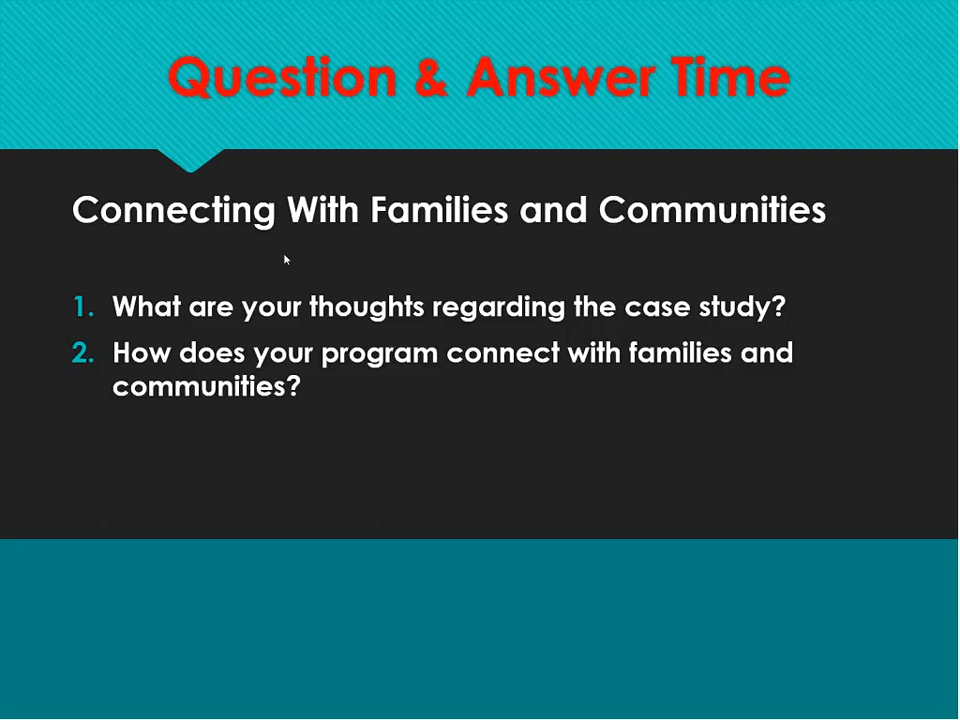 Question & Answer Time
Connecting With Families and Communities
1. What are your thoughts regarding the case study?
2. How does your program connect with families and
communities?